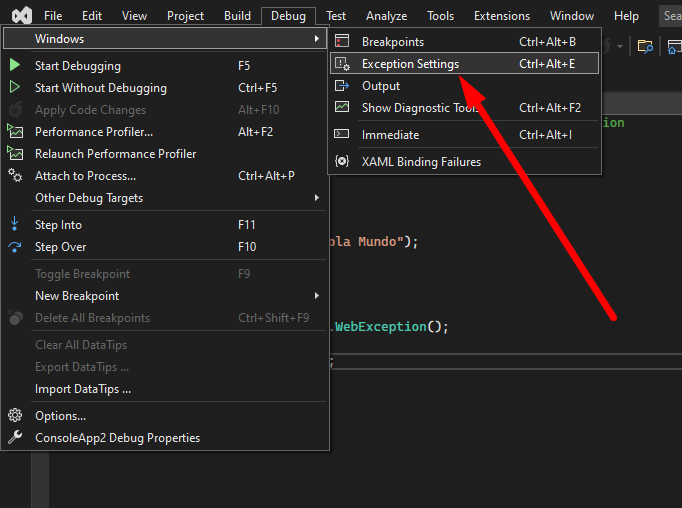 File Edit View Project Build Debug Test Analyze Tools Extensions Window Help Sea
Windows
Start Debugging F5
Start Without Debugging Ctrl+F5
Apply Code Changes Alt+F10
Performance Profiler... Alt+F2
Relaunch Performance Profiler
Attach to Process... Ctrl+Alt+P
Other Debug Targets
Step Into F11
Step Over F10
Toggle Breakpoint F9
New Breakpoint
Delete All Breakpoints Ctrl+Shift+F9
Clear All DataTips
Export DataTips ...
Import DataTips ...
Options...
ConsoleApp2 Debug Properties
Breakpoints Ctrl+Alt+B
Exception Settings Ctrl+Alt+E
Output
Show Diagnostic Tools Ctrl+Alt+F2
Immediate Ctrl+Alt+I
XAML Binding Failures
ion
ola Mundo");
.WebException();
;